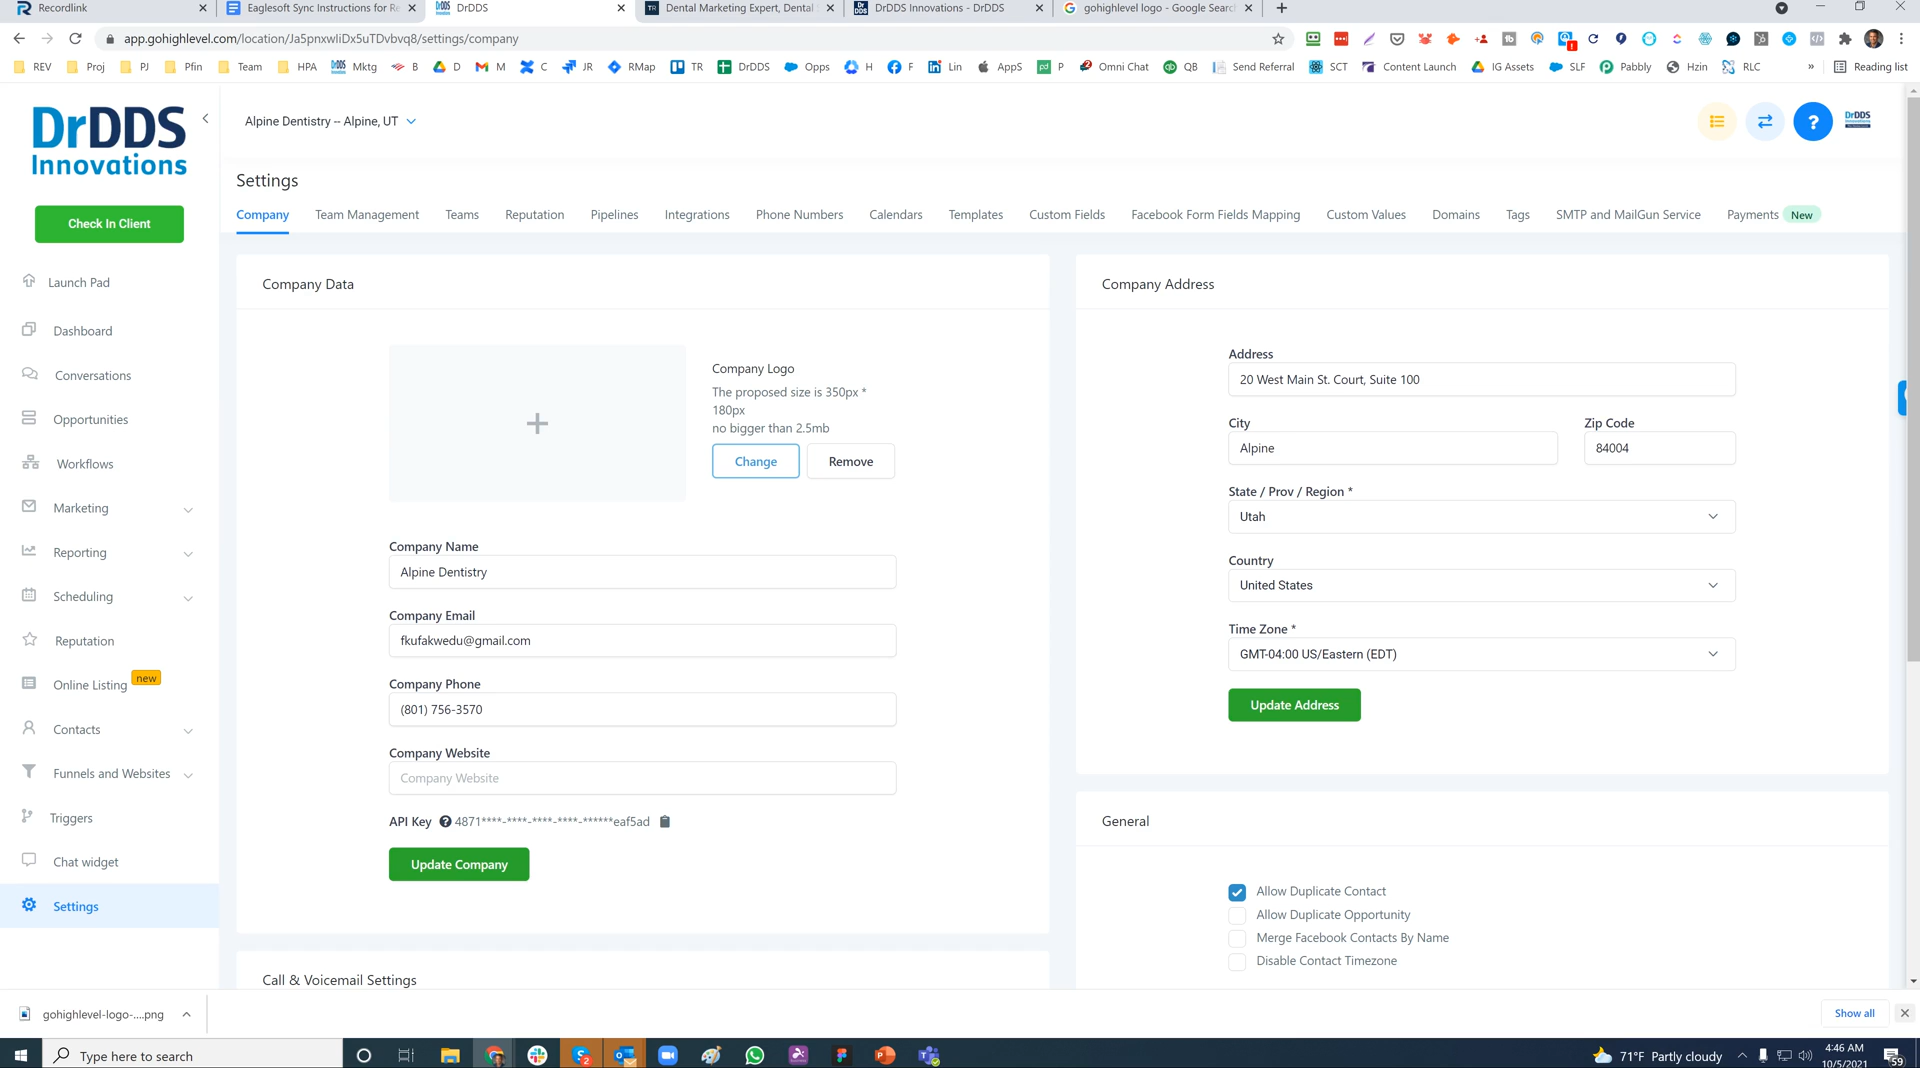 Recordlink
Eaglesoft Sync Instructions for Re
DrDDS
Dental Marketing Expert, Dental S
DrDDS Innovations - DrDDS
gohighlevel logo - Google Search
app.gohighlevel.com/location/Ja5pnxwIiDx5uTDvbvq8/settings/company
REV
Proj
PJ
Pfin
Team
HPA
Mktg
B
D
M
C
JR
RMap
TR
DrDDS
Opps
H
F
Lin
AppS
P
Omni Chat
QB
Send Referral
SCT
Content Launch
IG Assets
SLF
Pabbly
Hzin
RLC
»
Reading list
DrDDS
Innovations
Alpine Dentistry -- Alpine, UT
?
DrDDS
Settings
Check In Client
Company
Team Management
Teams
Reputation
Pipelines
Integrations
Phone Numbers
Calendars
Templates
Custom Fields
Facebook Form Fields Mapping
Custom Values
Domains
Tags
SMTP and MailGun Service
Payments New
Launch Pad
Dashboard
Conversations
Opportunities
Workflows
Marketing
Reporting
Scheduling
Reputation
Online Listing new
Contacts
Funnels and Websites
Triggers
Chat widget
Settings
Company Data
Company Logo
The proposed size is 350px *
180px
no bigger than 2.5mb
Change
Remove
Company Name
Alpine Dentistry
Company Email
fkufakwedu@gmail.com
Company Phone
(801) 756-3570
Company Website
Company Website
API Key ? 4871****-****-****-****-******eaf5ad
Update Company
Call & Voicemail Settings
Company Address
Address
20 West Main St. Court, Suite 100
City
Zip Code
Alpine
84004
State / Prov / Region *
Utah
Country
United States
Time Zone *
GMT-04:00 US/Eastern (EDT)
Update Address
General
Allow Duplicate Contact
Allow Duplicate Opportunity
Merge Facebook Contacts By Name
Disable Contact Timezone
gohighlevel-logo-....png
Show all
Type here to search
71°F Partly cloudy
4:46 AM
10/5/2021
59